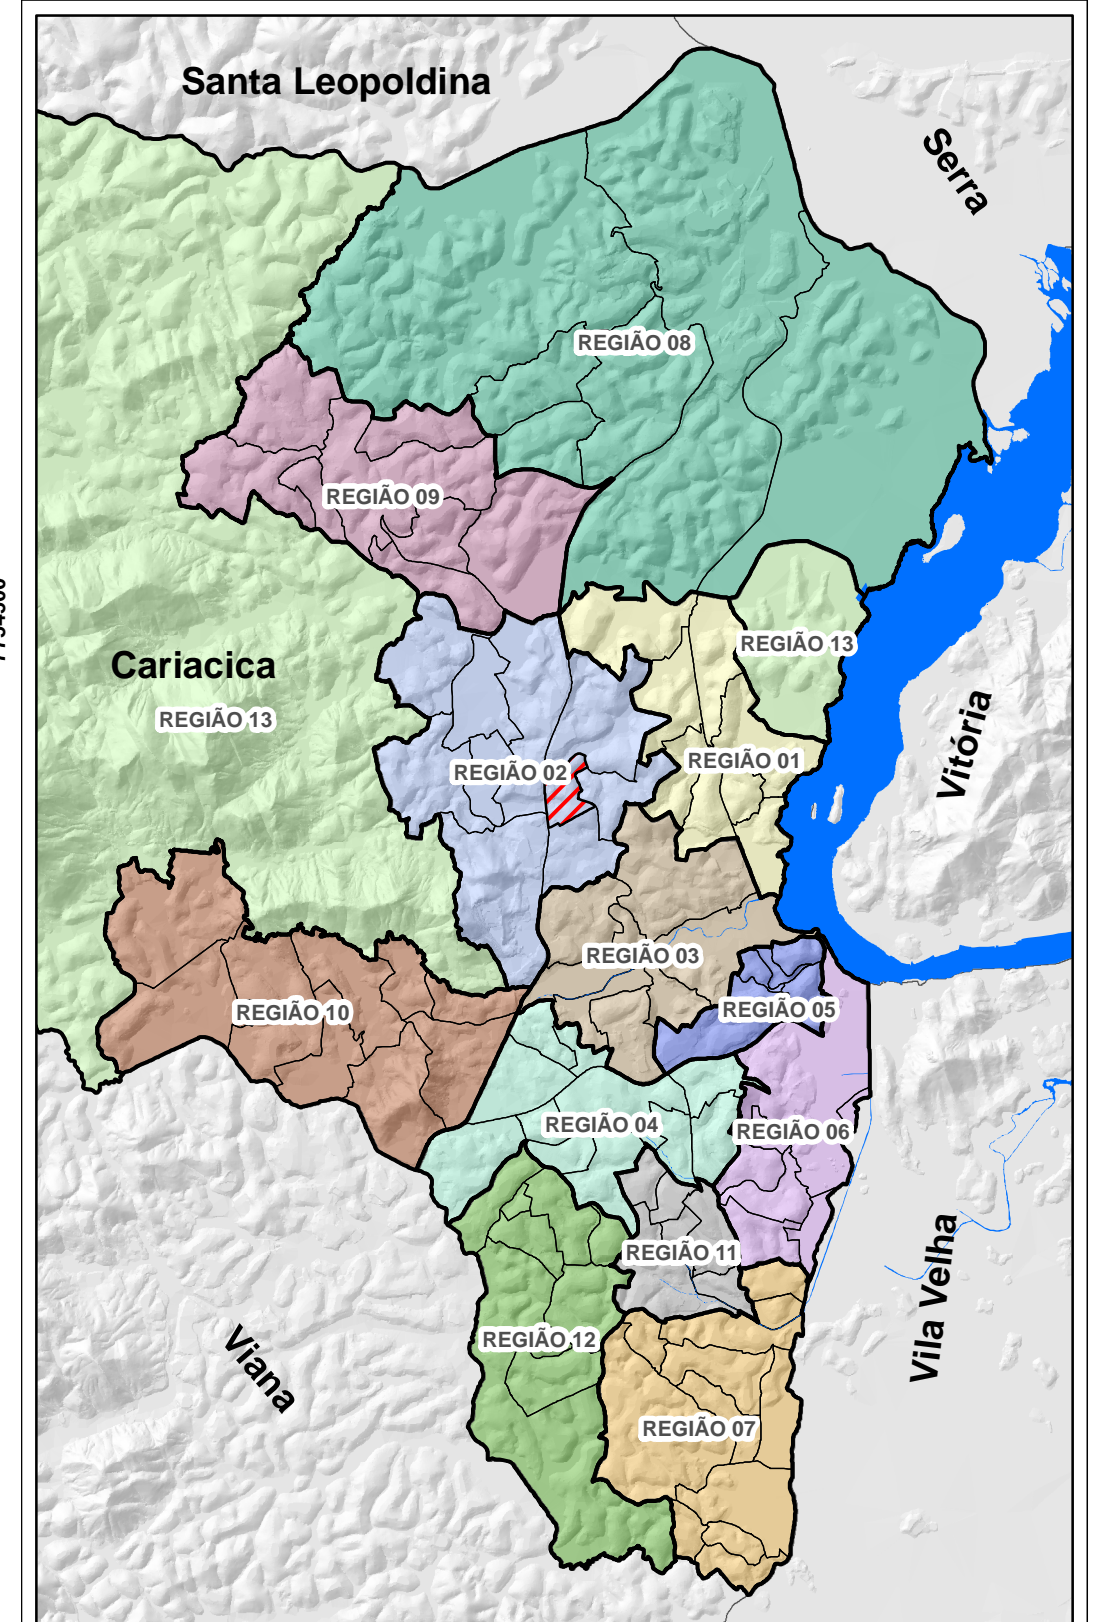 Santa Leopoldina
Serra
REGIÃO 08
REGIÃO 09
REGIÃO 13
Cariacica
REGIÃO 13
Vitória
REGIÃO 01
REGIÃO 02
REGIÃO 03
REGIÃO 05
REGIÃO 10
REGIÃO 04
REGIÃO 06
REGIÃO 11
Vila Velha
REGIÃO 12
Viana
REGIÃO 07